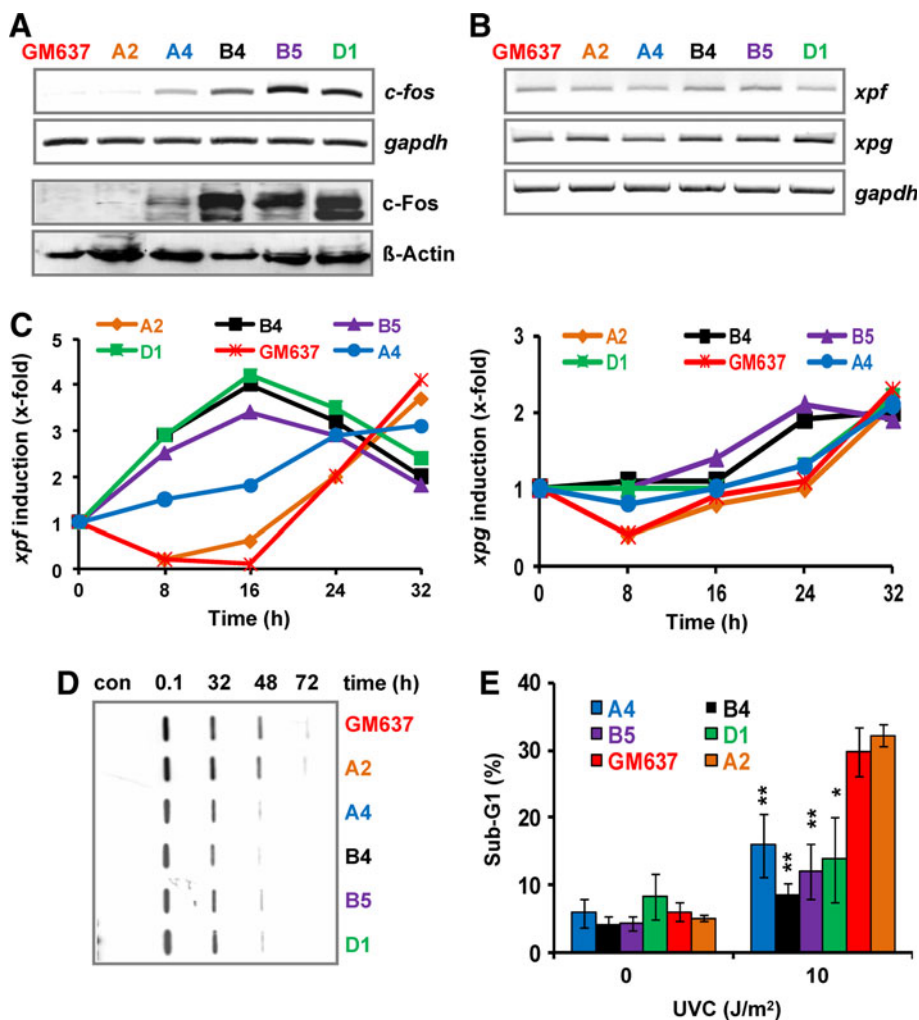 A
GM637 A2 A4 B4 B5 D1
c-fos
gapdh
c-Fos
ß-Actin
B
GM637 A2 A4 B4 B5 D1
xpf
xpg
gapdh
C
A2 B4 B5
D1 GM637 A4
xpf induction (x-fold)
5
4
3
2
1
0
0 8 16 24 32
Time (h)
A2 B4 B5
D1 GM637 A4
xpg induction (x-fold)
3
2
1
0
0 8 16 24 32
Time (h)
D
con 0.1 32 48 72 time (h)
GM637
A2
A4
B4
B5
D1
E
A4 B4
B5 D1
GM637 A2
Sub-G1 (%)
40
30
20
10
0
** ** ** *
0 10
UVC (J/m²)